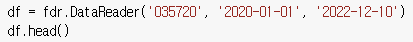 df = fdr.DataReader('035720', '2020-01-01', '2022-12-10')
df.head()